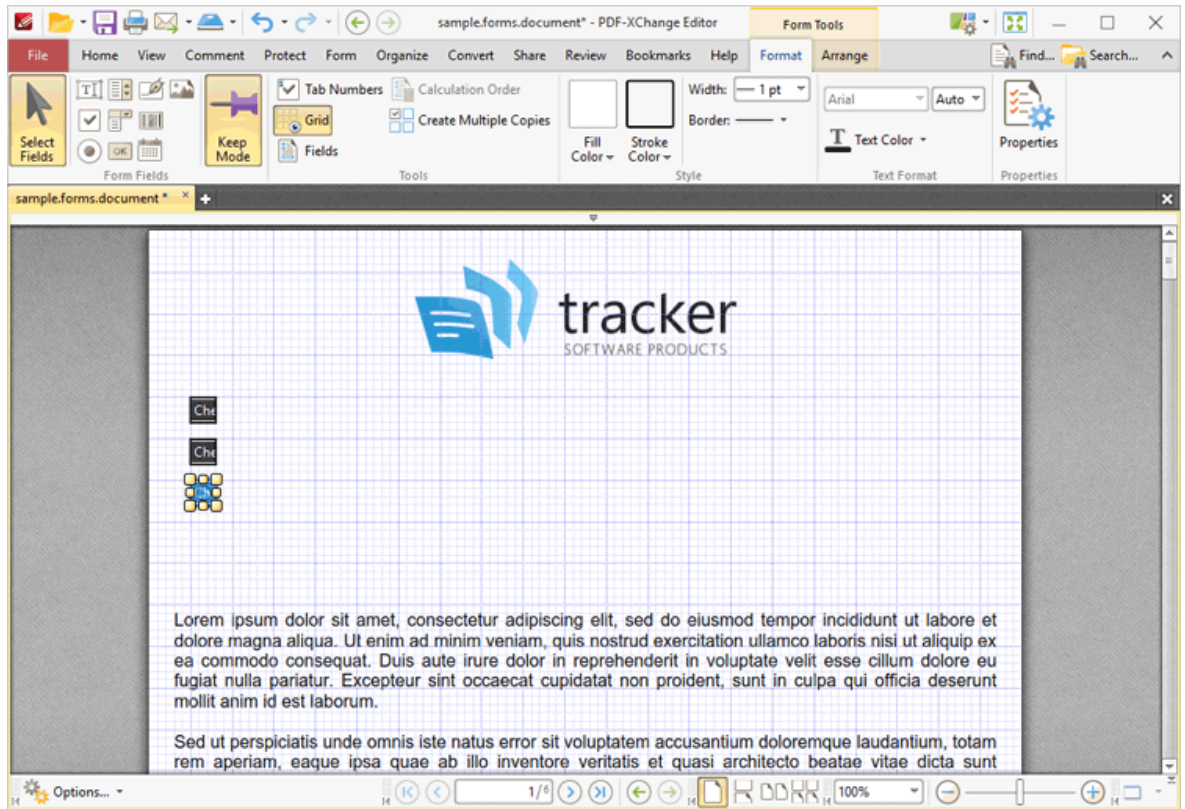 sample.forms.document* - PDF-XChange Editor
Form Tools
File Home View Comment Protect Form Organize Convert Share Review Bookmarks Help Format Arrange Find... Search...
Select Fields
OK
Keep Mode
Form Fields
Tab Numbers
Grid
Fields
Calculation Order
Create Multiple Copies
Tools
Fill Color
Stroke Color
Width: 1 pt
Border:
Style
Arial Auto
Text Color
Text Format
Properties
Properties
sample.forms.document *
tracker
SOFTWARE PRODUCTS
Che
Che
Ch
Lorem ipsum dolor sit amet, consectetur adipiscing elit, sed do eiusmod tempor incididunt ut labore et
dolore magna aliqua. Ut enim ad minim veniam, quis nostrud exercitation ullamco laboris nisi ut aliquip ex
ea commodo consequat. Duis aute irure dolor in reprehenderit in voluptate velit esse cillum dolore eu
fugiat nulla pariatur. Excepteur sint occaecat cupidatat non proident, sunt in culpa qui officia deserunt
mollit anim id est laborum.
Sed ut perspiciatis unde omnis iste natus error sit voluptatem accusantium doloremque laudantium, totam
rem aperiam, eaque ipsa quae ab illo inventore veritatis et quasi architecto beatae vitae dicta sunt
Options... 1/6 100%